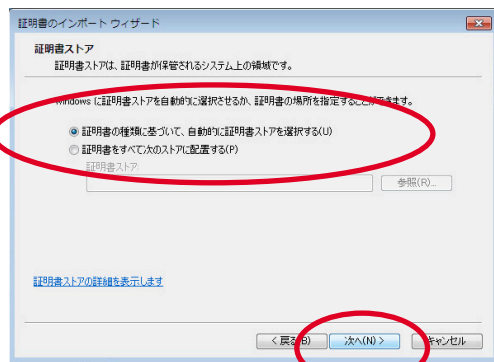 証明書のインポート ウィザード
証明書ストア
証明書ストアは、証明書が保管されるシステム上の領域です。
Windows に証明書ストアを自動的に選択させるか、証明書の場所を指定することができます。
証明書の種類に基づいて、自動的に証明書ストアを選択する(U)
証明書をすべて次のストアに配置する(P)
証明書ストア:
参照(R)...
証明書ストアの詳細を表示します
< 戻る(B)
次へ(N) >
キャンセル